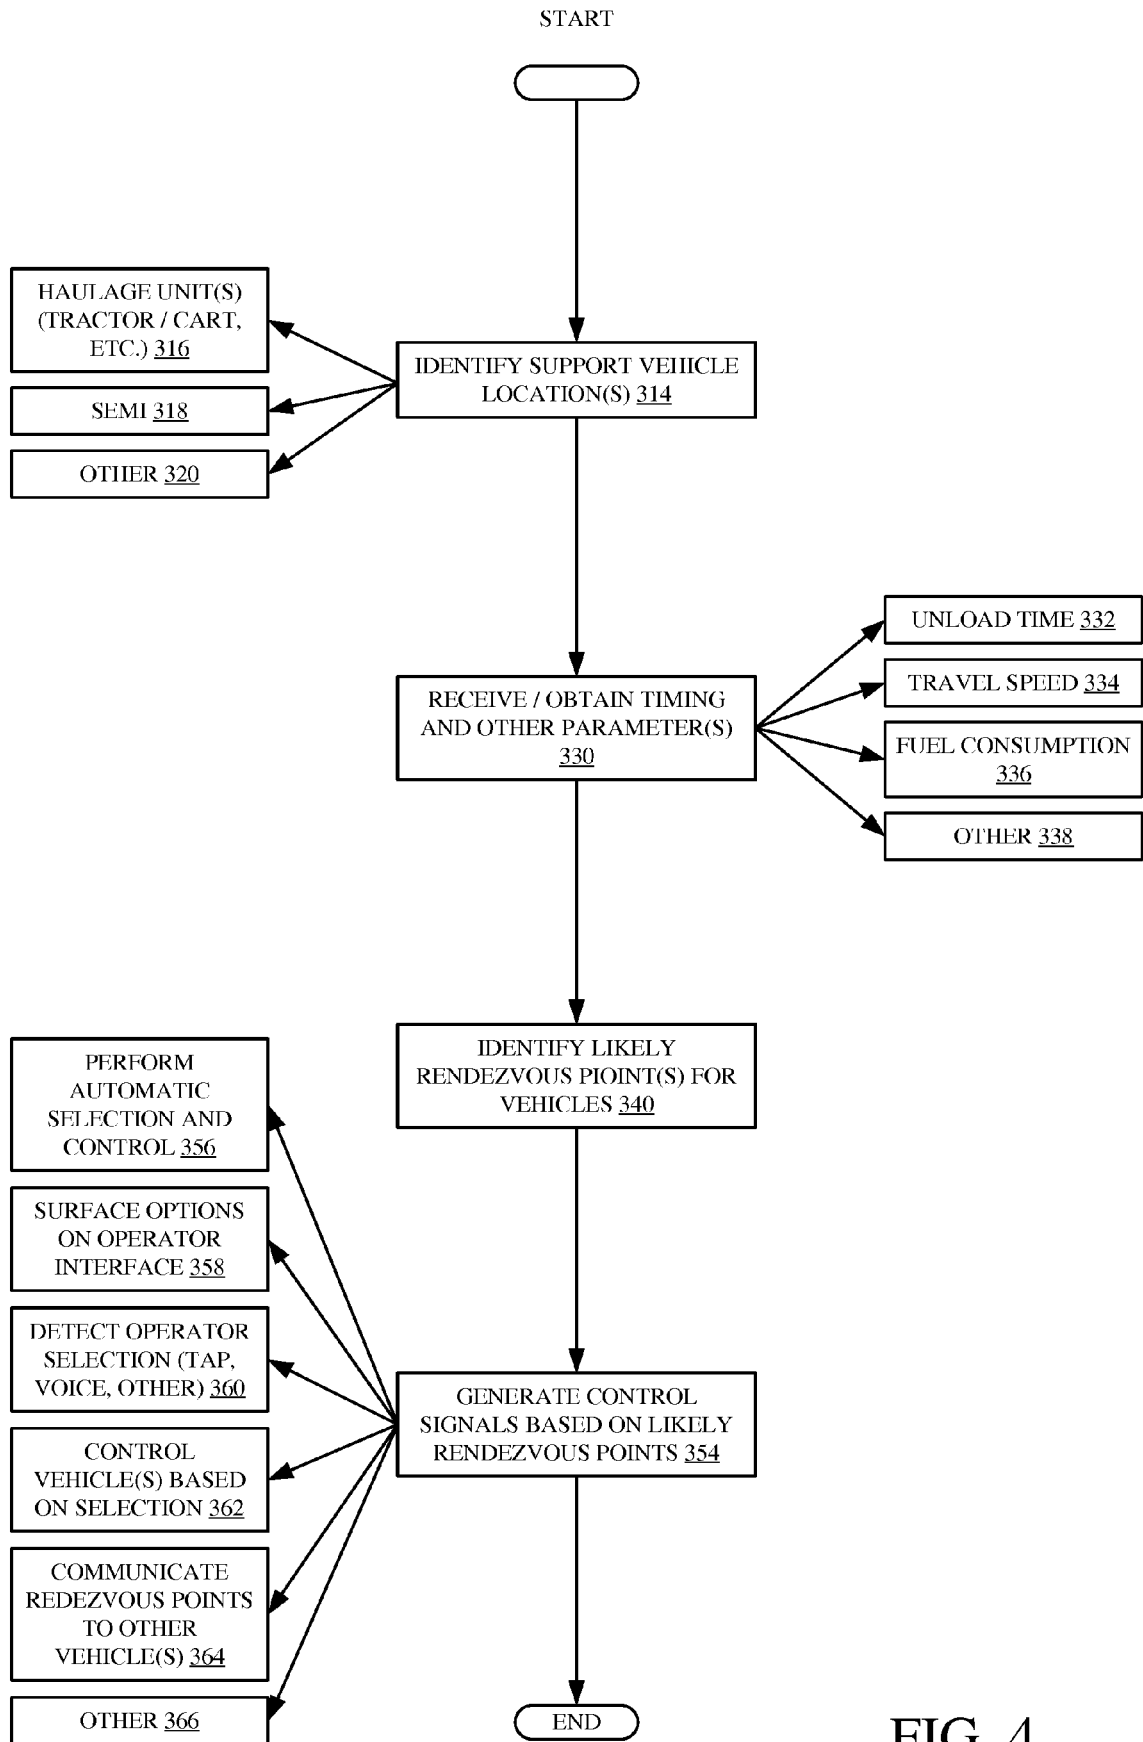 START
HAULAGE UNIT(S)
(TRACTOR / CART,
ETC.) 316
SEMI 318
OTHER 320
IDENTIFY SUPPORT VEHICLE
LOCATION(S) 314
RECEIVE / OBTAIN TIMING
AND OTHER PARAMETER(S)
330
UNLOAD TIME 332
TRAVEL SPEED 334
FUEL CONSUMPTION
336
OTHER 338
IDENTIFY LIKELY
RENDEZVOUS PIOINT(S) FOR
VEHICLES 340
PERFORM
AUTOMATIC
SELECTION AND
CONTROL 356
SURFACE OPTIONS
ON OPERATOR
INTERFACE 358
DETECT OPERATOR
SELECTION (TAP,
VOICE, OTHER) 360
CONTROL
VEHICLE(S) BASED
ON SELECTION 362
COMMUNICATE
REDEZVOUS POINTS
TO OTHER
VEHICLE(S) 364
OTHER 366
GENERATE CONTROL
SIGNALS BASED ON LIKELY
RENDEZVOUS POINTS 354
END
FIG. 4